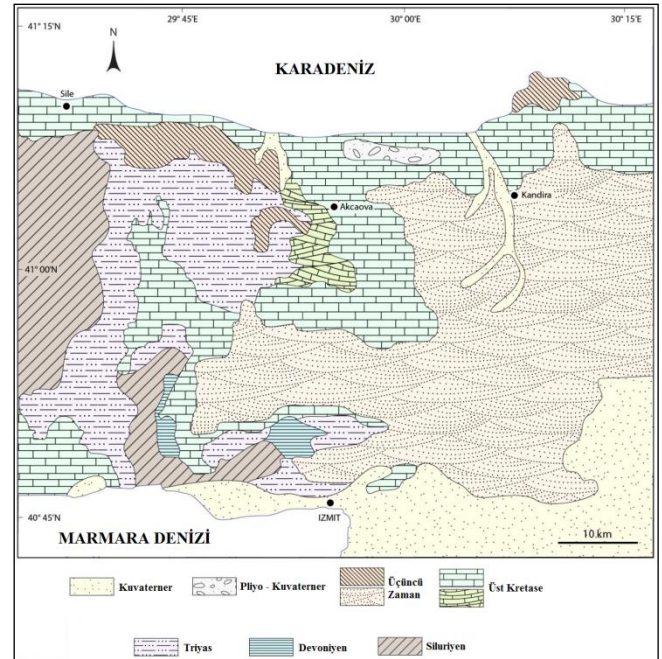 41° 15'
29° 45'
30° 00'
30° 15'
N
KARADENİZ
Sile
Akcaova
Kandira
41° 00'N
40° 45'N
IZMIT
MARMARA DENİZİ
10 km
Kuvaterner
Pliyo - Kuvaterner
Üçüncü
Zaman
Üst Kretase
Triyas
Devoniyen
Siluriyen